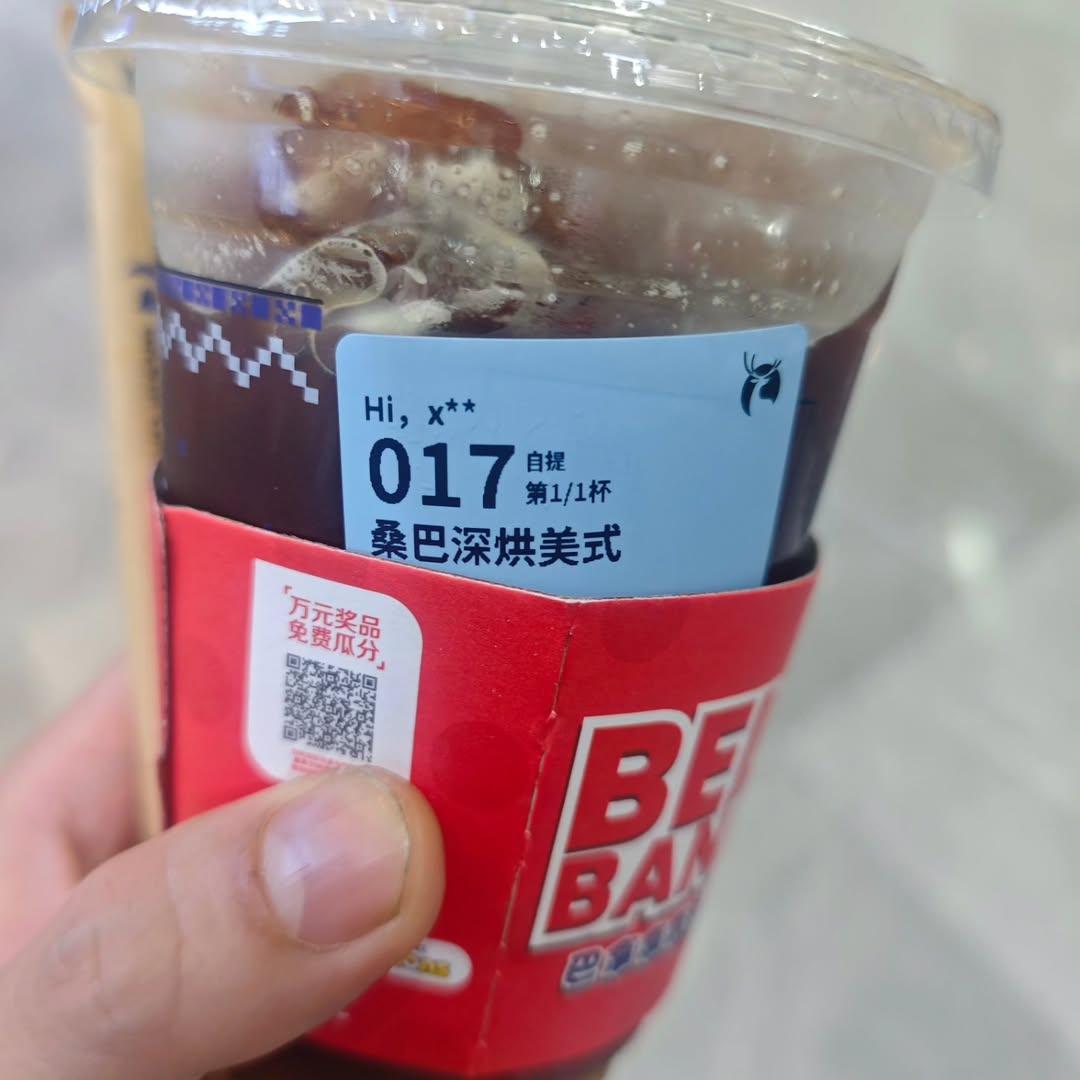 Hi, x**
017
自提
第1/1杯
桑巴深烘美式
万元奖品
免费瓜分